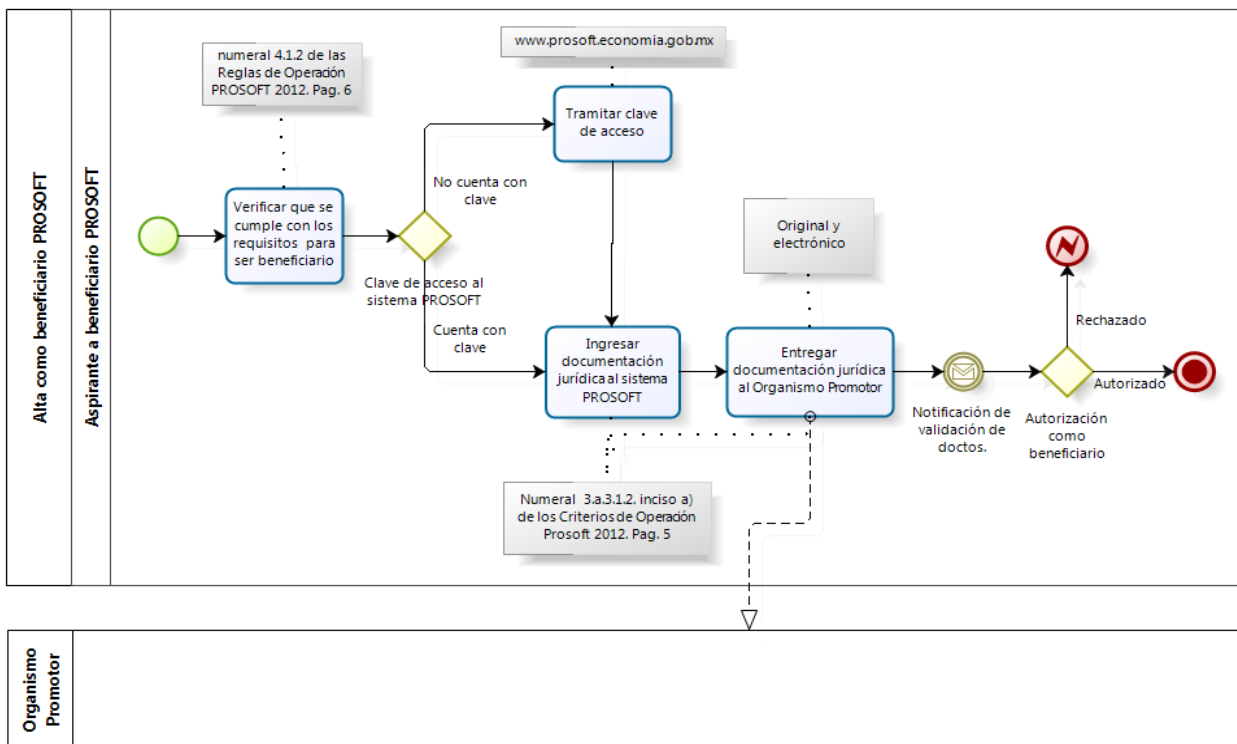 Alta como beneficiario PROSOFT
Aspirante a beneficiario PROSOFT
numeral 4.1.2 de las
Reglas de Operación
PROSOFT 2012. Pag. 6
www.prosoft.economia.gob.mx
Tramitar clave
de acceso
No cuenta con
clave
Verificar que se
cumple con los
requisitos para
ser beneficiario
Clave de acceso al
sistema PROSOFT
Cuenta con
clave
Original y
electrónico
Ingresar
documentación
jurídica al sistema
PROSOFT
Entregar
documentación jurídica
al Organismo Promotor
Rechazado
Autorizado
Notificación de
validación de
doctos.
Autorización
como
beneficiario
Numeral 3.a.3.1.2. inciso a)
de los Criterios de Operación
Prosoft 2012. Pag. 5
Organismo
Promotor